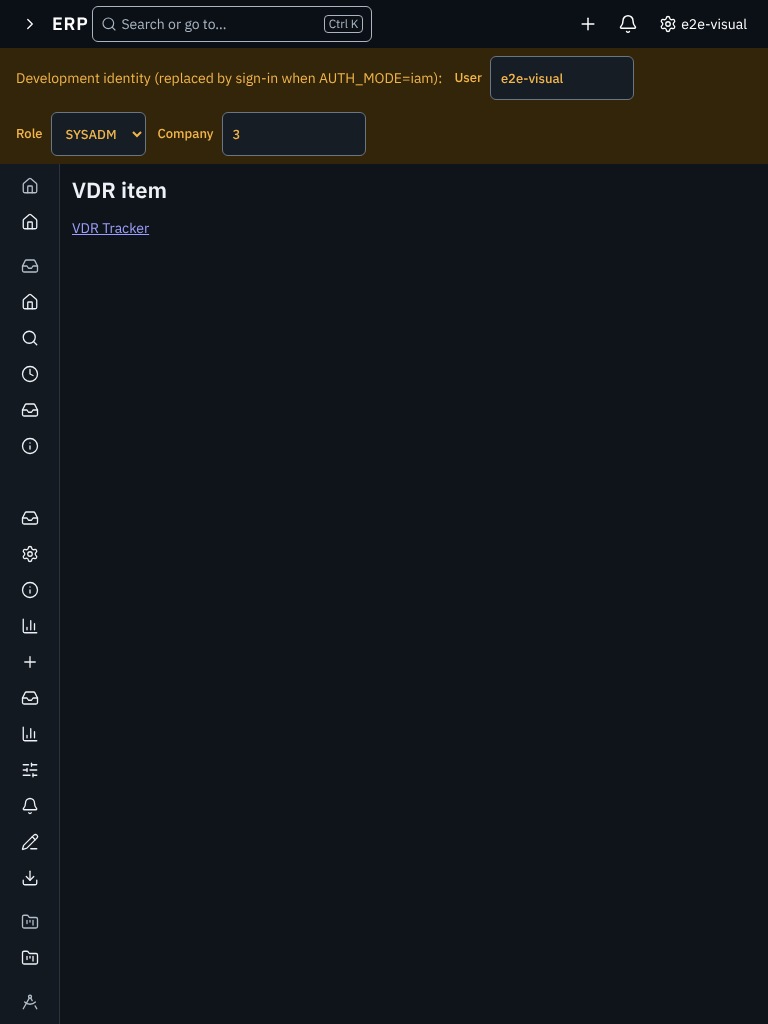 ERP
Search or go to...
Ctrl K
e2e-visual
Development identity (replaced by sign-in when AUTH_MODE=iam):
User
e2e-visual
Role
SYSADM
Company
3
VDR item
VDR Tracker